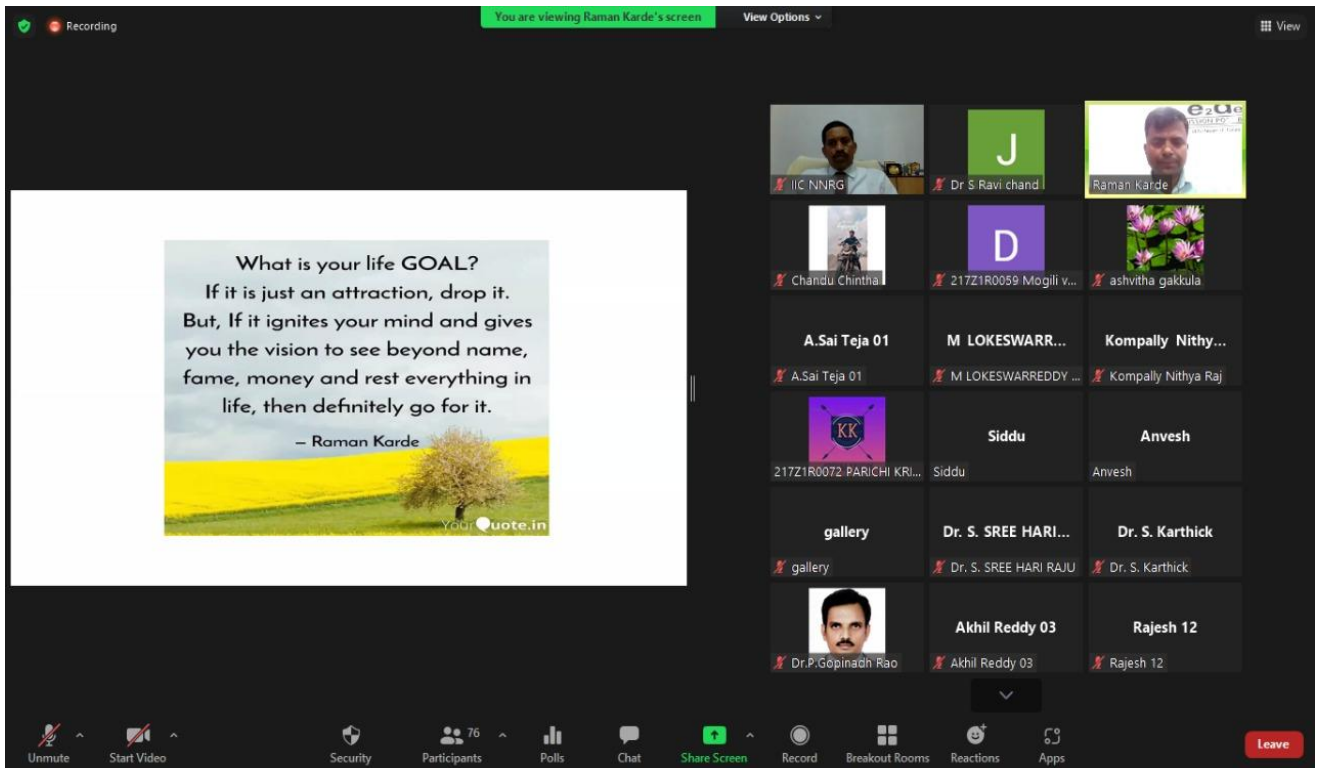 Recording
You are viewing Raman Karde's screen
View Options
View
What is your life GOAL?
If it is just an attraction, drop it.
But, If it ignites your mind and gives
you the vision to see beyond name,
fame, money and rest everything in
life, then definitely go for it.
– Raman Karde
YourQuote.in
IIC NNRG
J
Dr S Ravi chand
e2
Raman Karde
Chandu Chintha
D
217Z1R0059 Mogili v...
ashvitha gakkula
A.Sai Teja 01
A.Sai Teja 01
M LOKESWARR...
M LOKESWARREDDY ...
Kompally Nithy...
Kompally Nithya Raj
KK
217Z1R0072 PARICHI KRI...
Siddu
Siddu
Anvesh
Anvesh
gallery
gallery
Dr. S. SREE HARI...
Dr. S. SREE HARI RAJU
Dr. S. Karthick
Dr. S. Karthick
Dr.P.Gopinadh Rao
Akhil Reddy 03
Akhil Reddy 03
Rajesh 12
Rajesh 12
Unmute
Start Video
Security
76
Participants
Polls
Chat
Share Screen
Record
Breakout Rooms
Reactions
Apps
Leave